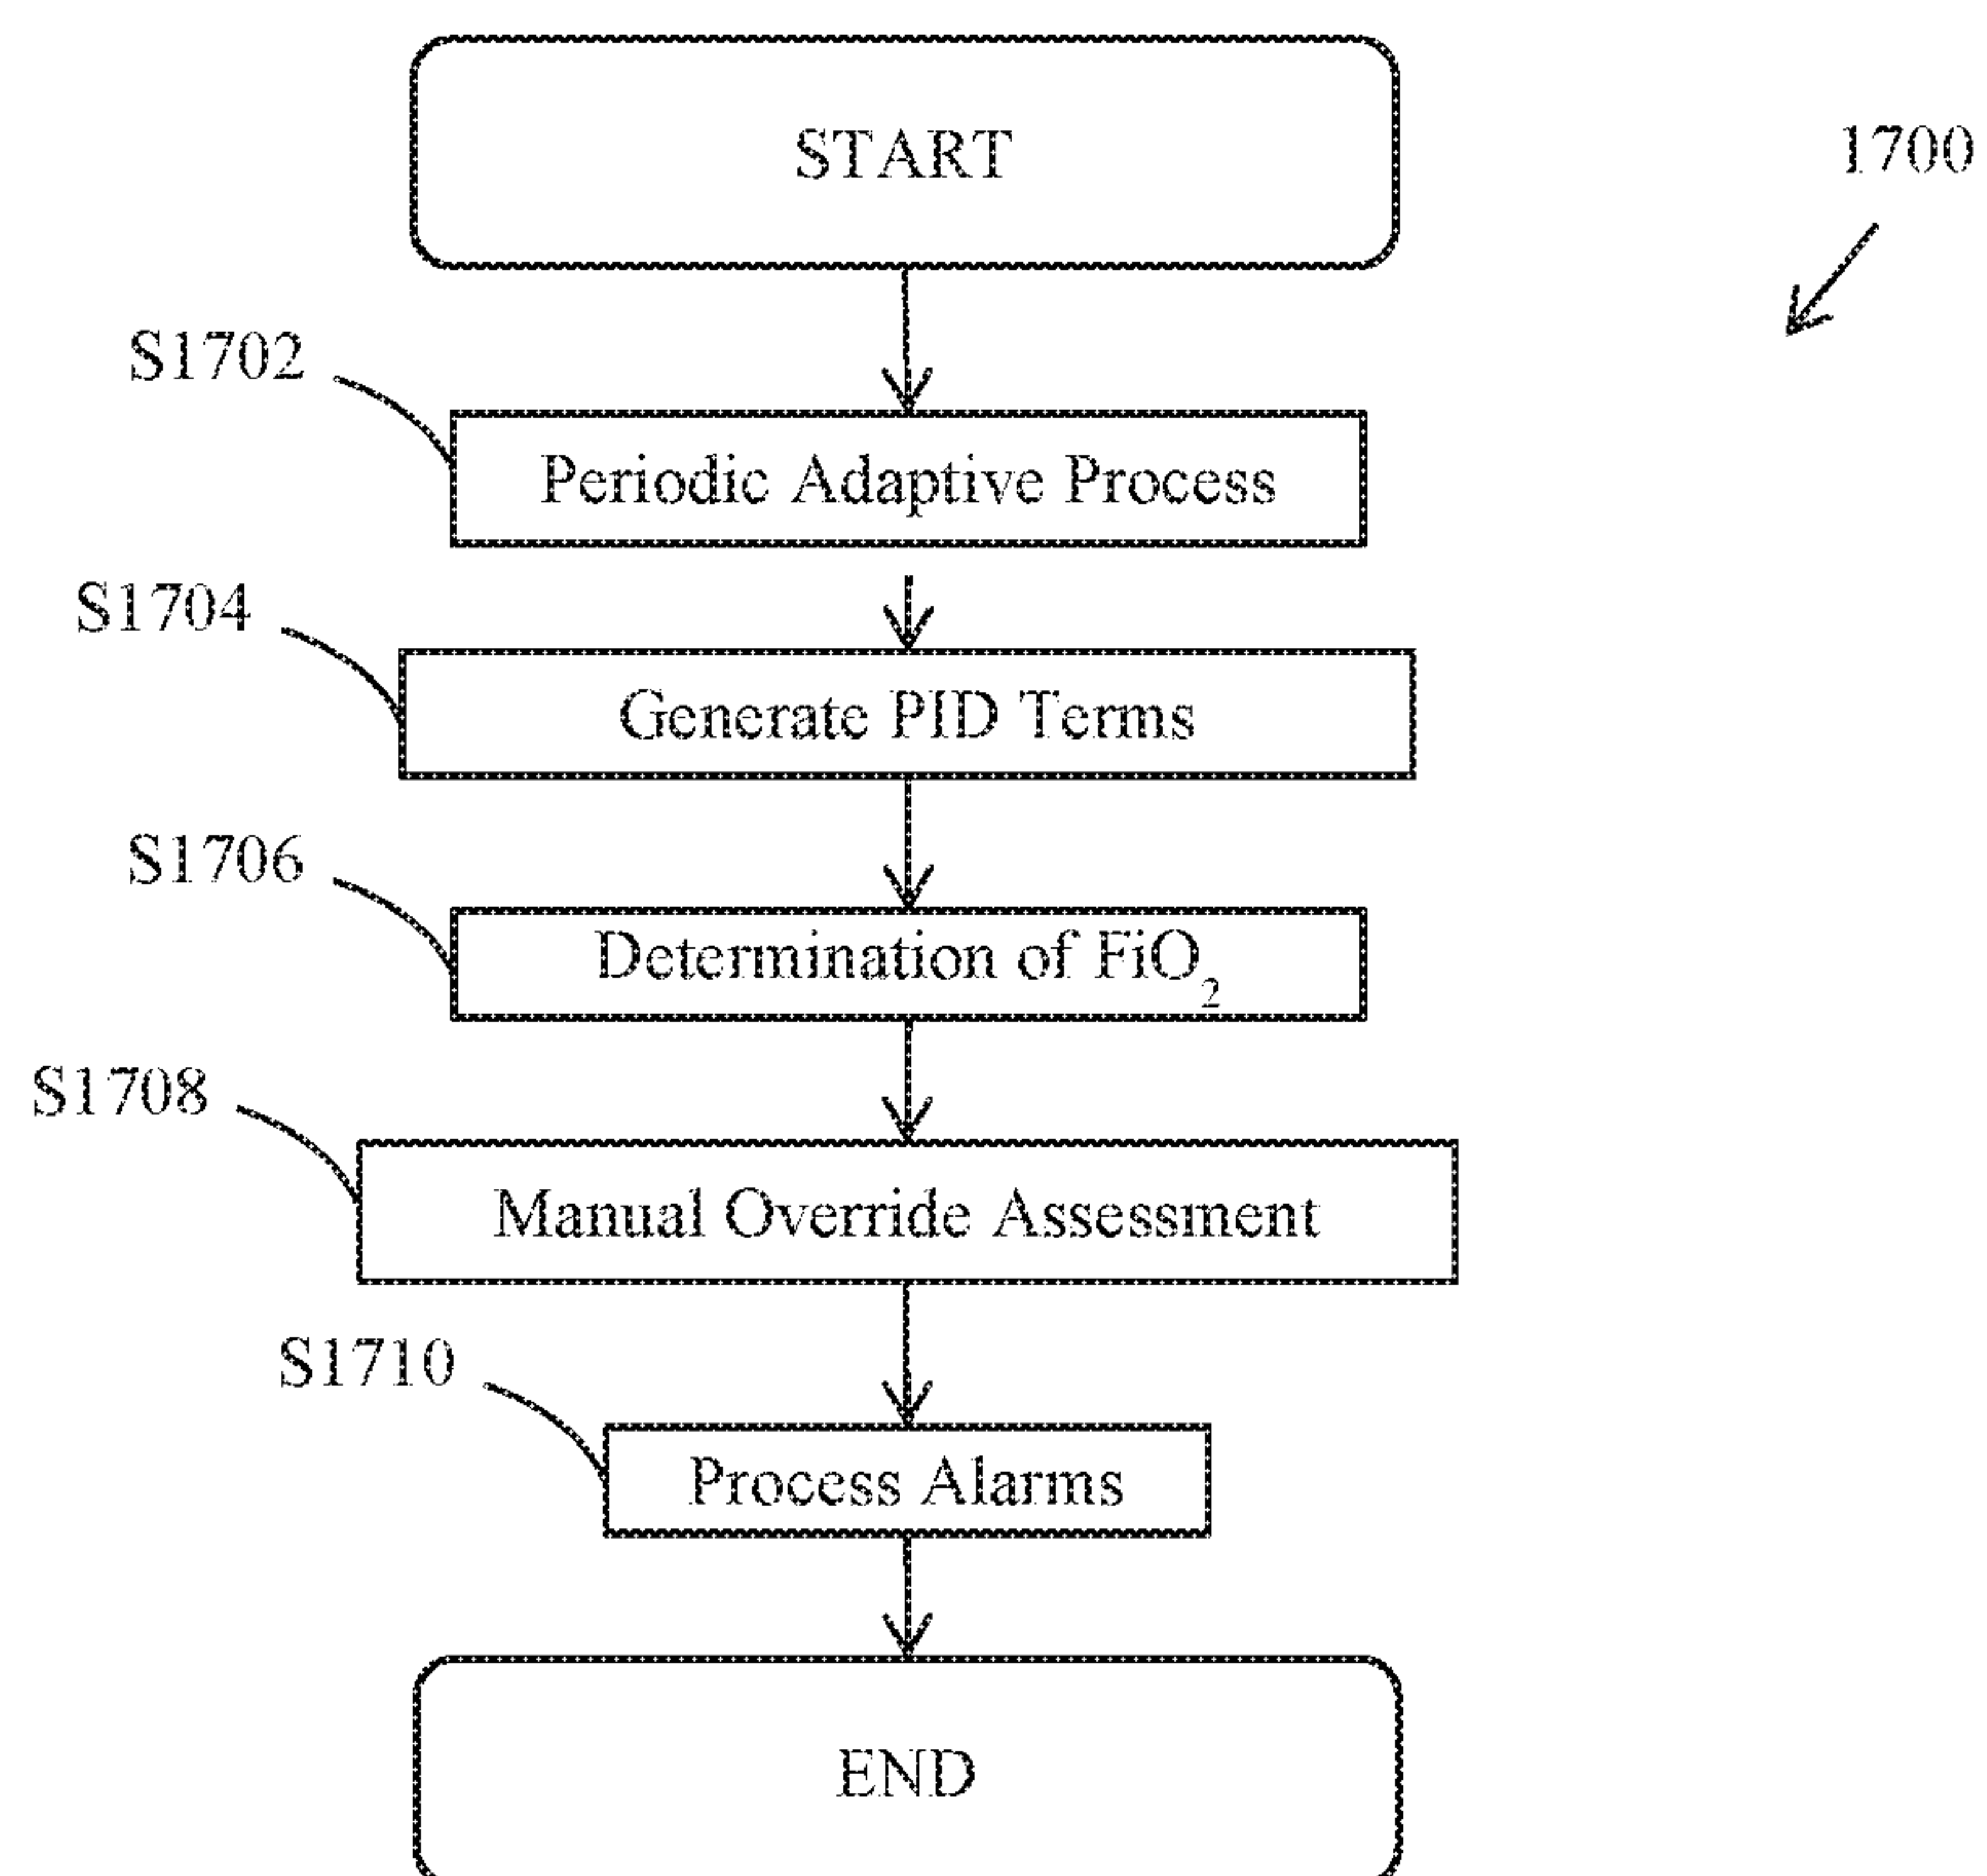 START
1700
S1702
Periodic Adaptive Process
S1704
Generate PID Terms
S1706
Determination of FiO₂
S1708
Manual Override Assessment
S1710
Process Alarms
END